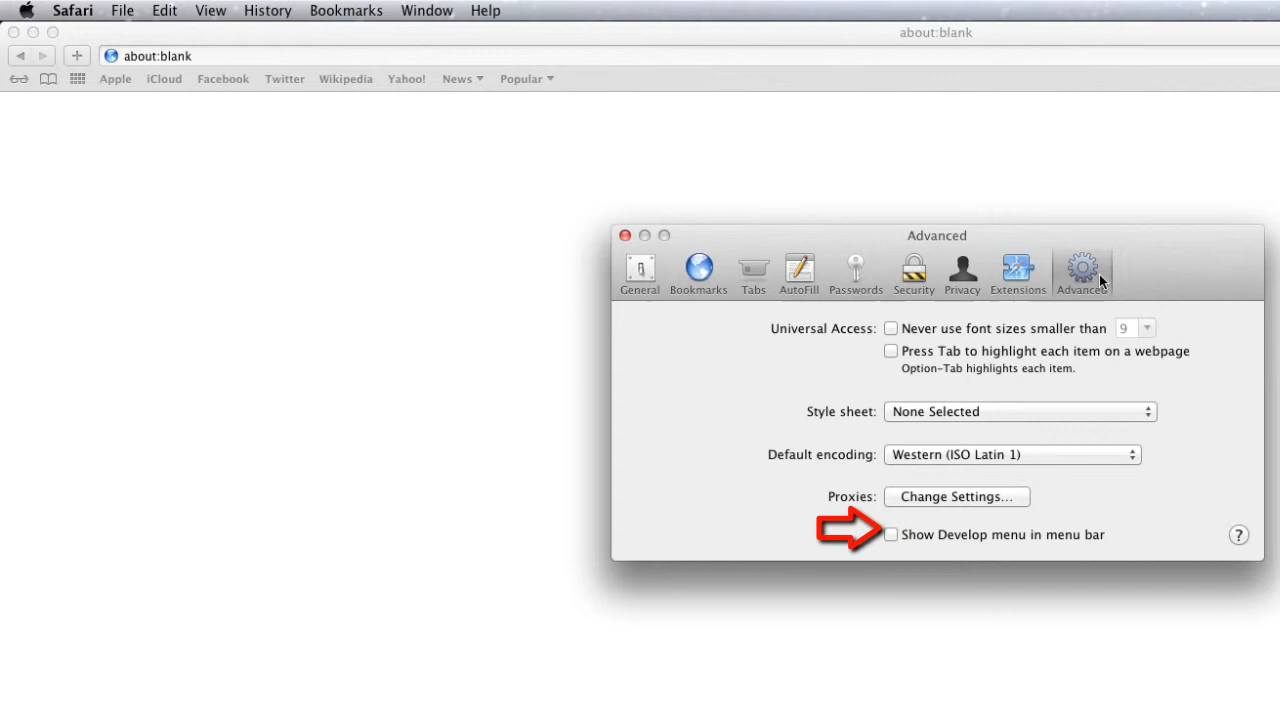 Safari File Edit View History Bookmarks Window Help
about:blank
about:blank
Apple iCloud Facebook Twitter Wikipedia Yahoo! News Popular
Advanced
General Bookmarks Tabs AutoFill Passwords Security Privacy Extensions Advanced
Universal Access: Never use font sizes smaller than 9
Press Tab to highlight each item on a webpage
Option-Tab highlights each item.
Style sheet: None Selected
Default encoding: Western (ISO Latin 1)
Proxies: Change Settings...
Show Develop menu in menu bar ?